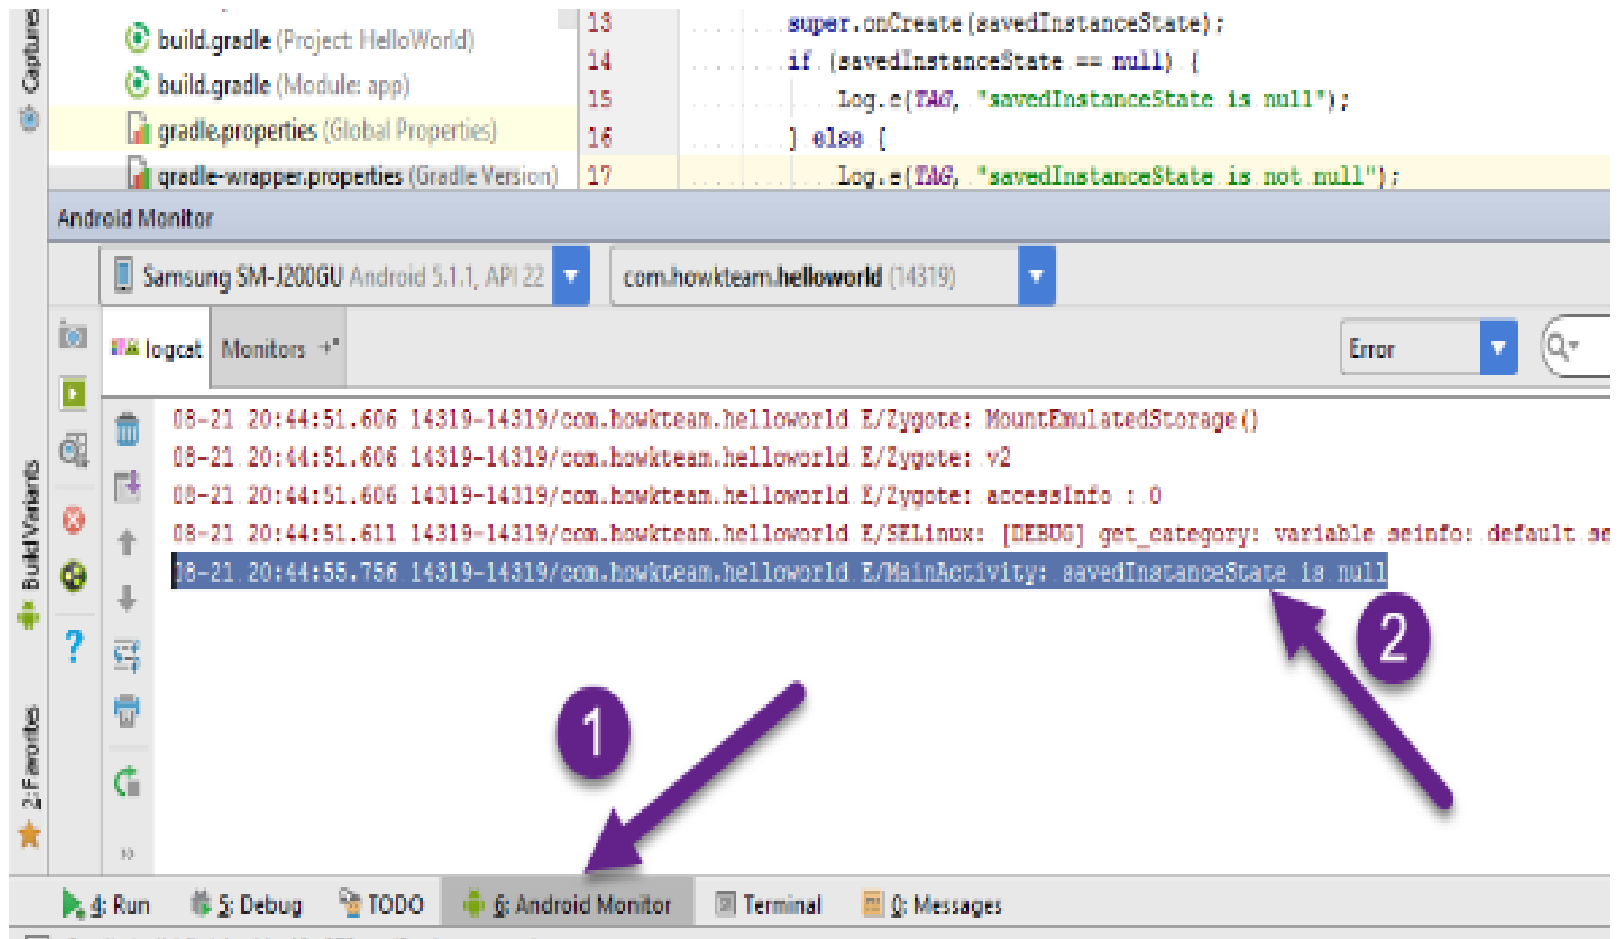 Captures
build.gradle (Project: HelloWorld)
build.gradle (Module: app)
gradle.properties (Global Properties)
gradle-wrapper.properties (Gradle Version)
13 super.onCreate(savedInstanceState);
14 if (savedInstanceState == null) {
15 Log.e(TAG, "savedInstanceState is null");
16 } else {
17 Log.e(TAG, "savedInstanceState is not null");
Android Monitor
Samsung SM-J200GU Android 5.1.1, API 22
com.howkteam.helloworld (14319)
logcat
Monitors
Error
08-21 20:44:51.606 14319-14319/com.howkteam.helloworld E/Zygote: MountEmulatedStorage()
08-21 20:44:51.606 14319-14319/com.howkteam.helloworld E/Zygote: v2
08-21 20:44:51.606 14319-14319/com.howkteam.helloworld E/Zygote: accessInfo : 0
08-21 20:44:51.611 14319-14319/com.howkteam.helloworld E/SELinux: [DEBUG] get_category: variable seinfo: default se
08-21 20:44:55.756 14319-14319/com.howkteam.helloworld E/MainActivity: savedInstanceState is null
Build Variants
2: Favorites
1
2
4: Run
5: Debug
TODO
6: Android Monitor
Terminal
0: Messages